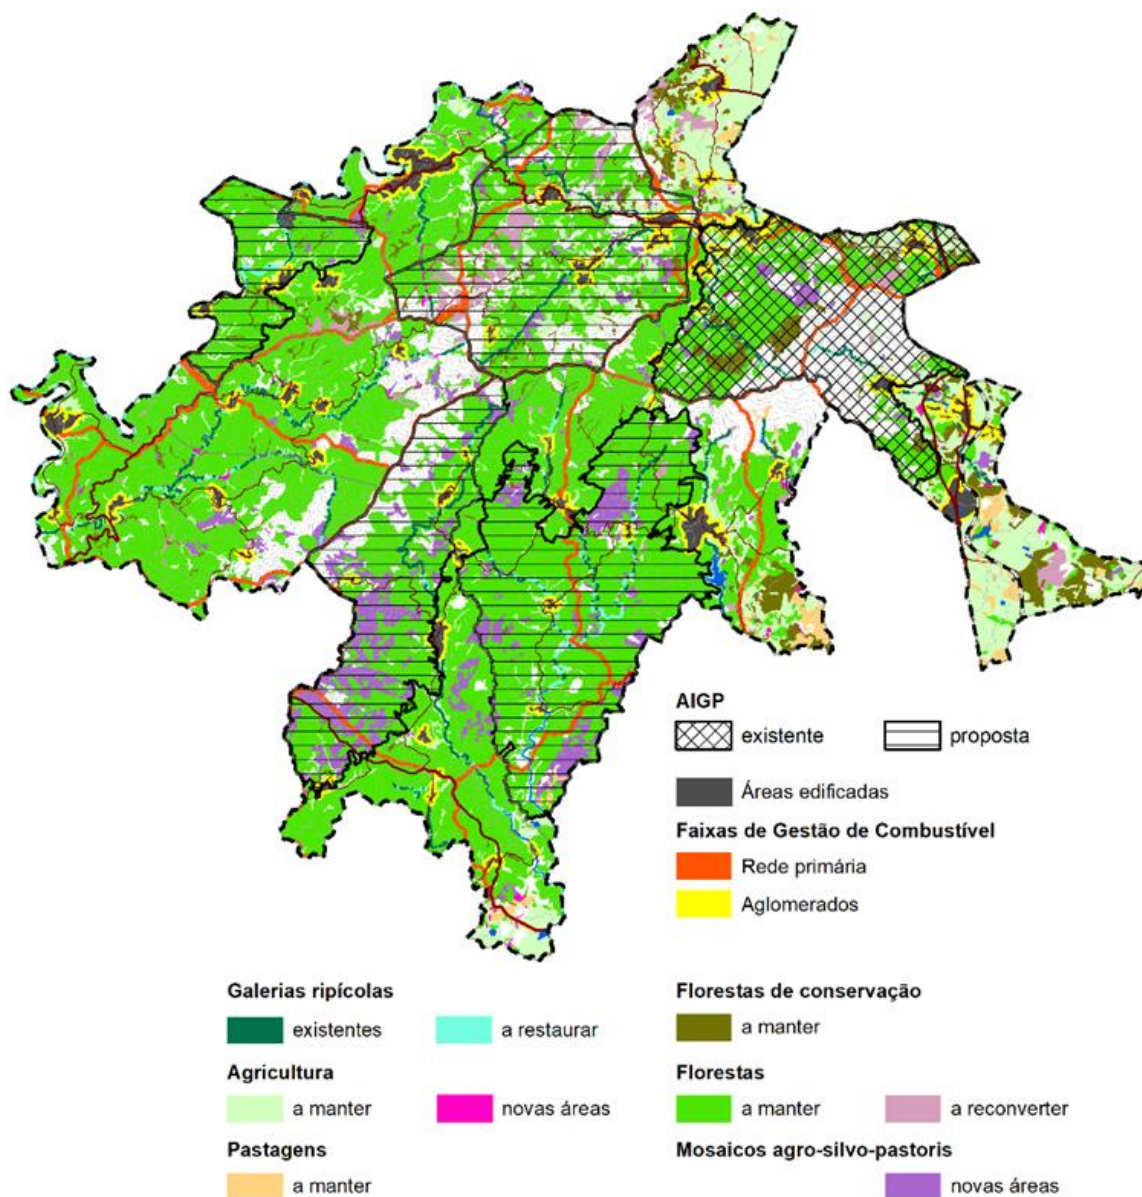 AIGP
existente proposta
Áreas edificadas
Faixas de Gestão de Combustível
Rede primária
Aglomerados
Galerias ripícolas
existentes a restaurar
Agricultura
a manter novas áreas
Pastagens
a manter
Florestas de conservação
a manter
Florestas
a manter a reconverter
Mosaicos agro-silvo-pastoris
novas áreas